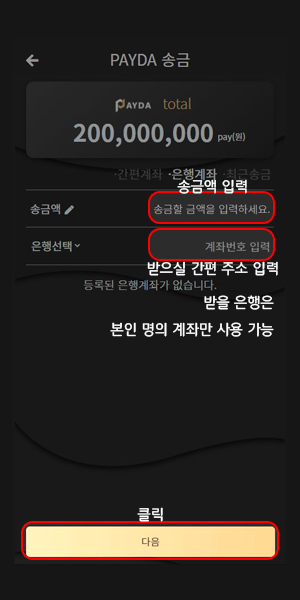 PAYDA 송금
PAYDA total
200,000,000 pay(원)
·간편계좌 ·은행계좌 ·최근송금
송금액 입력
송금액 송금할 금액을 입력하세요.
은행선택 계좌번호 입력
받으실 간편 주소 입력
등록된 은행계좌가 없습니다.
받을 은행은
본인 명의 계좌만 사용 가능
클릭
다음